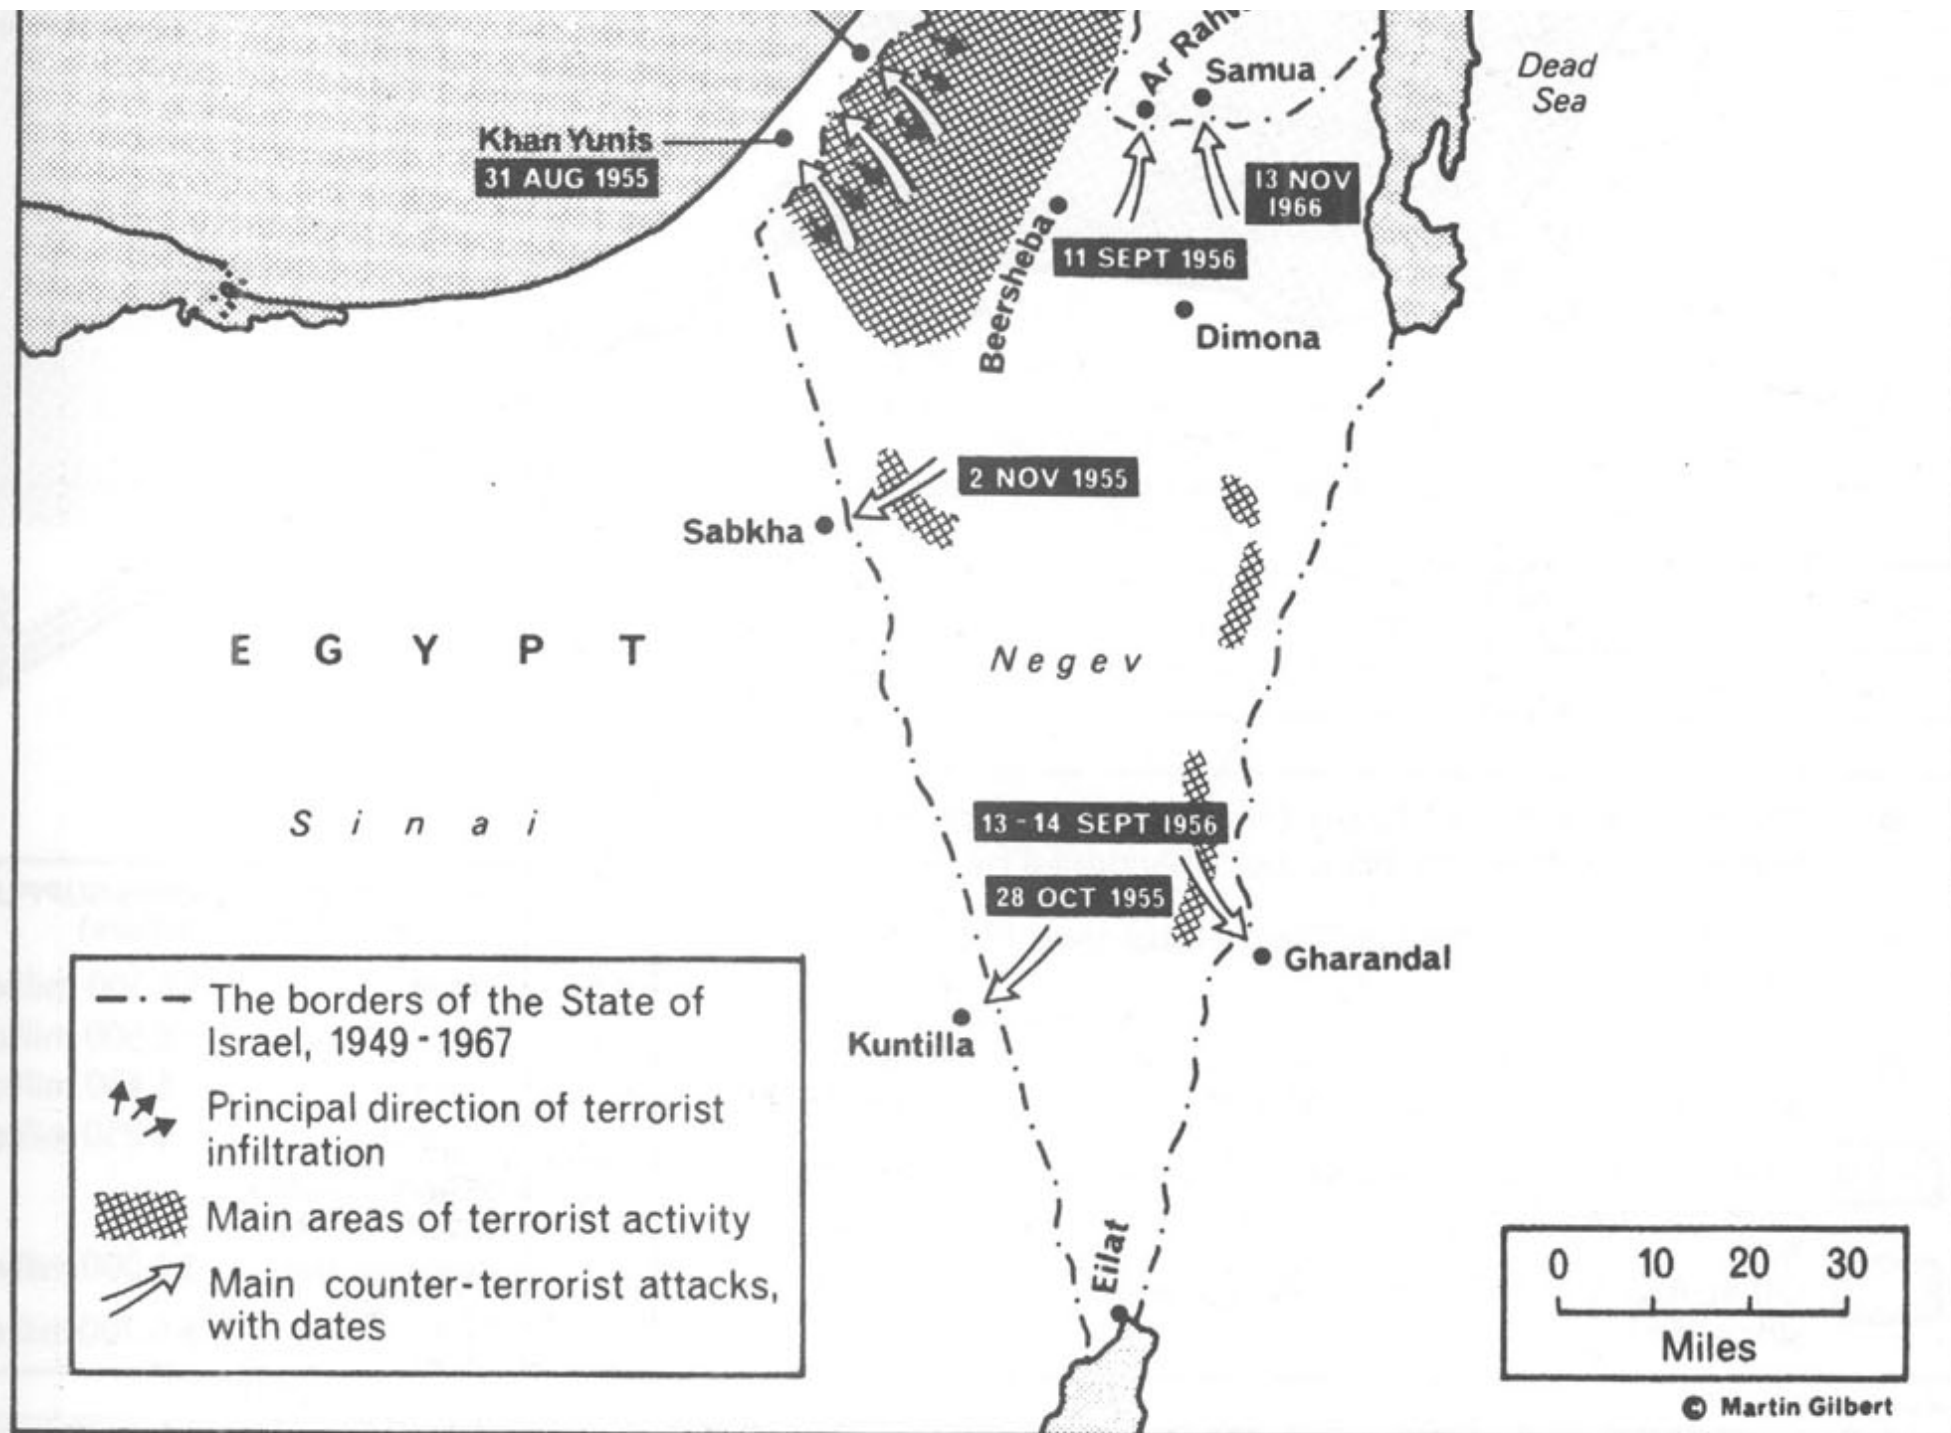 Dead
Sea
Samua
Khan Yunis
31 AUG 1955
13 NOV
1966
11 SEPT 1956
Beersheba
Dimona
2 NOV 1955
Sabkha
EGYPT
Negev
Sinai
13-14 SEPT 1956
28 OCT 1955
Gharandal
Kuntilla
The borders of the State of
Israel, 1949-1967
Principal direction of terrorist
infiltration
Main areas of terrorist activity
Main counter-terrorist attacks,
with dates
Eilat
0 10 20 30
Miles
© Martin Gilbert